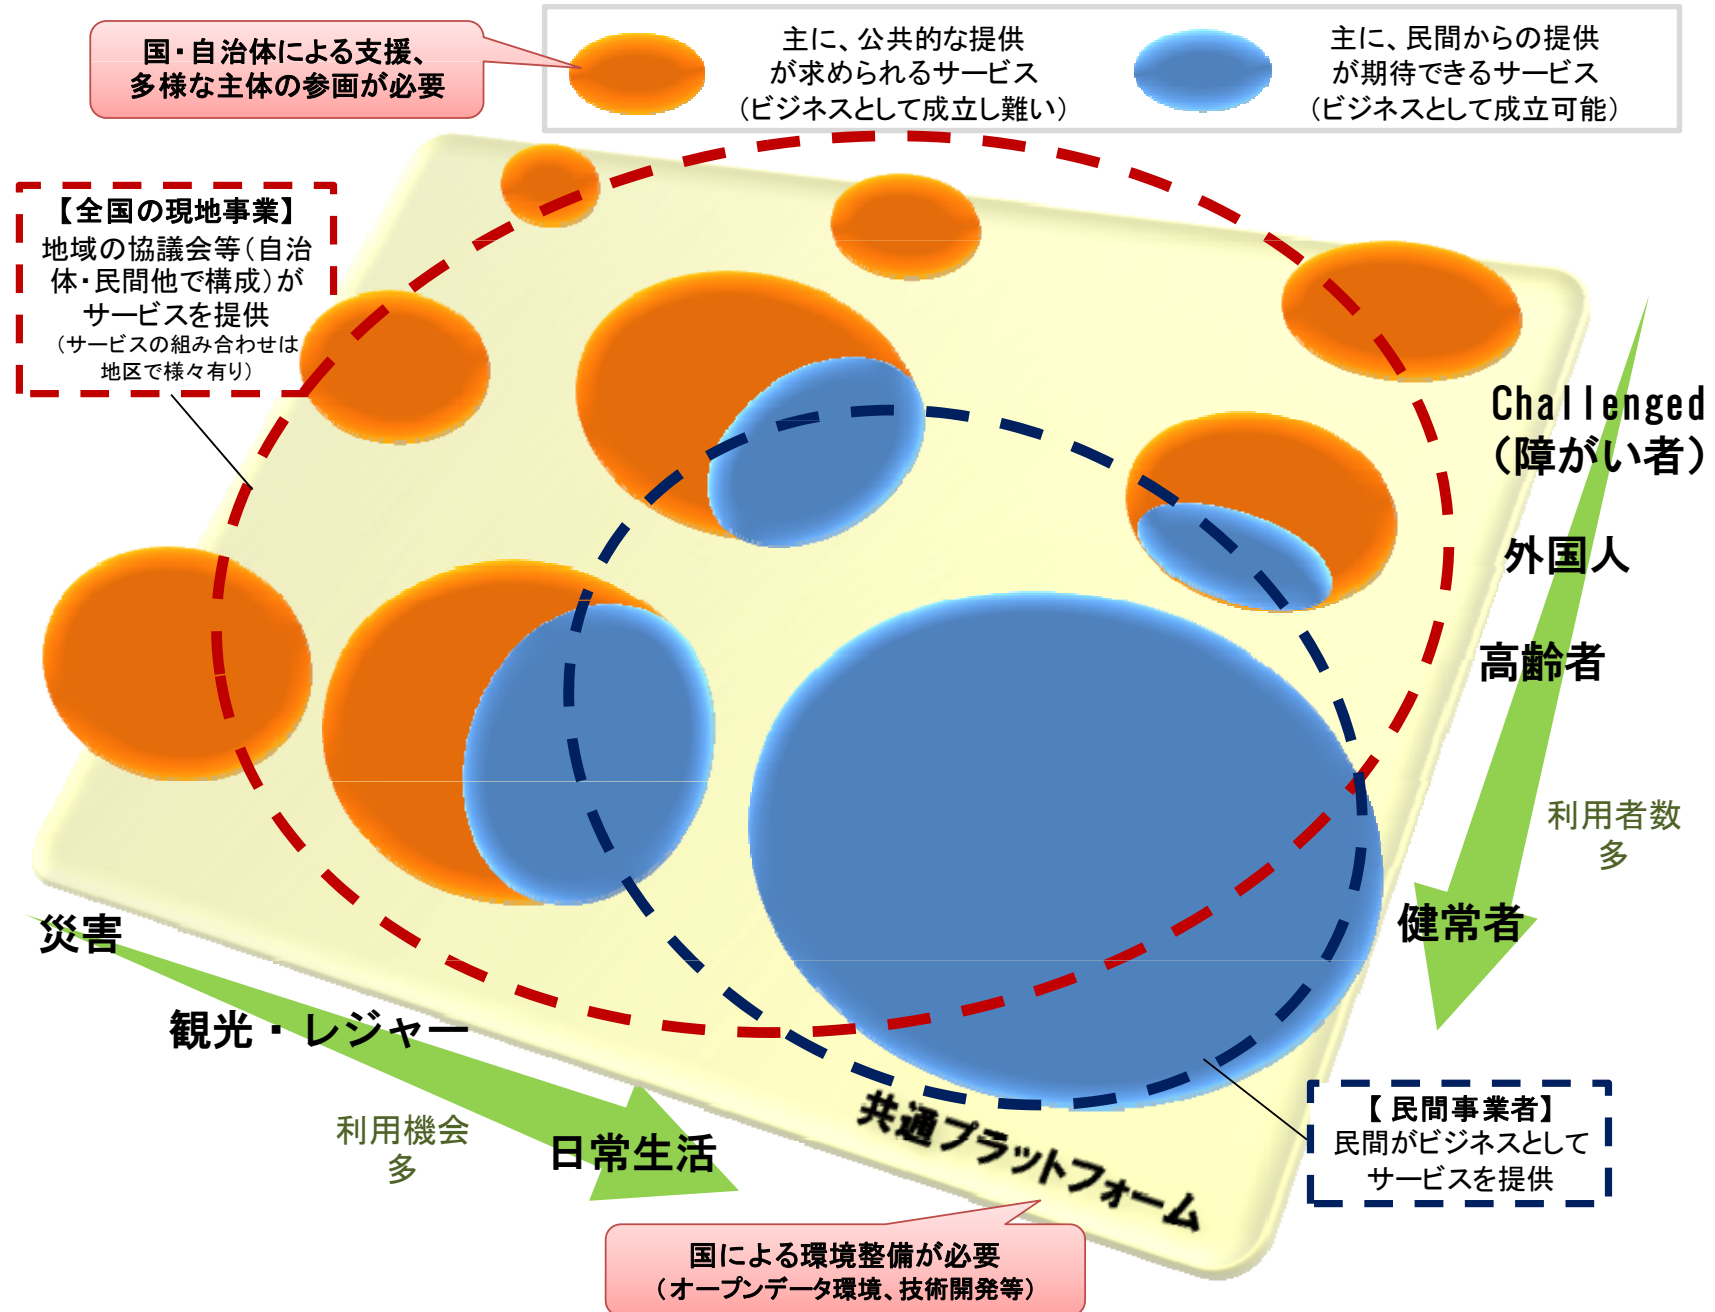 国・自治体による支援、
多様な主体の参画が必要
主に、公共的な提供
が求められるサービス
（ビジネスとして成立し難い）
主に、民間からの提供
が期待できるサービス
（ビジネスとして成立可能）
【全国の現地事業】
地域の協議会等（自治
体・民間他で構成）が
サービスを提供
（サービスの組み合わせは
地区で様々有り）
Challenged
（障がい者）
外国人
高齢者
利用者数
多
健常者
災害
観光・レジャー
利用機会
多
日常生活
共通プラットフォーム
【 民間事業者】
民間がビジネスとして
サービスを提供
国による環境整備が必要
（オープンデータ環境、技術開発等）